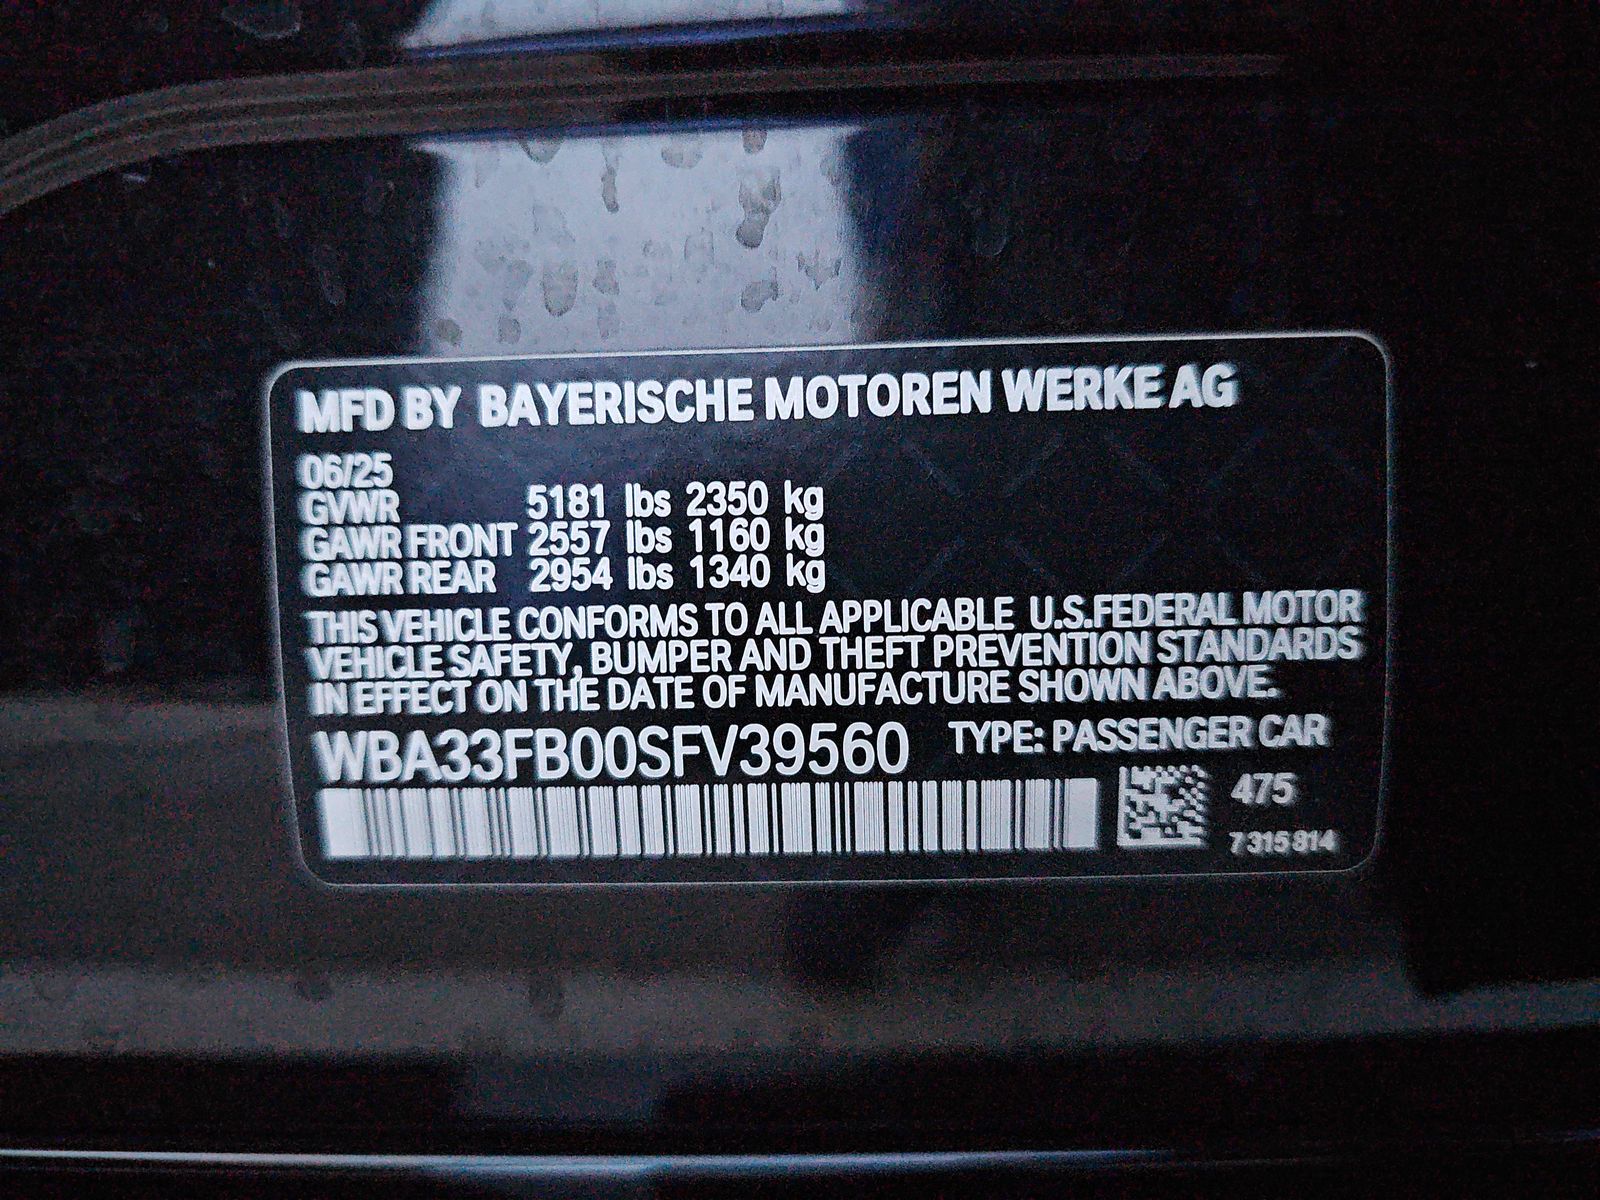 MFD BY BAYERISCHE MOTOREN WERKE AG
06/25
GVWR 5181 lbs 2350 kg
GAWR FRONT 2557 lbs 1160 kg
GAWR REAR 2954 lbs 1340 kg
THIS VEHICLE CONFORMS TO ALL APPLICABLE U.S.FEDERAL MOTOR
VEHICLE SAFETY, BUMPER AND THEFT PREVENTION STANDARDS
IN EFFECT ON THE DATE OF MANUFACTURE SHOWN ABOVE.
WBA33FB00SFV39560 TYPE: PASSENGER CAR
475
7 315 814